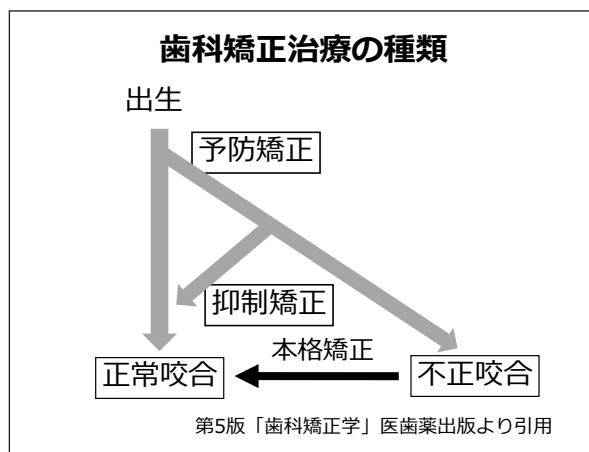 歯科矯正治療の種類
出生
予防矯正
抑制矯正
本格矯正
正常咬合
不正咬合
第5版「歯科矯正学」医歯薬出版より引用